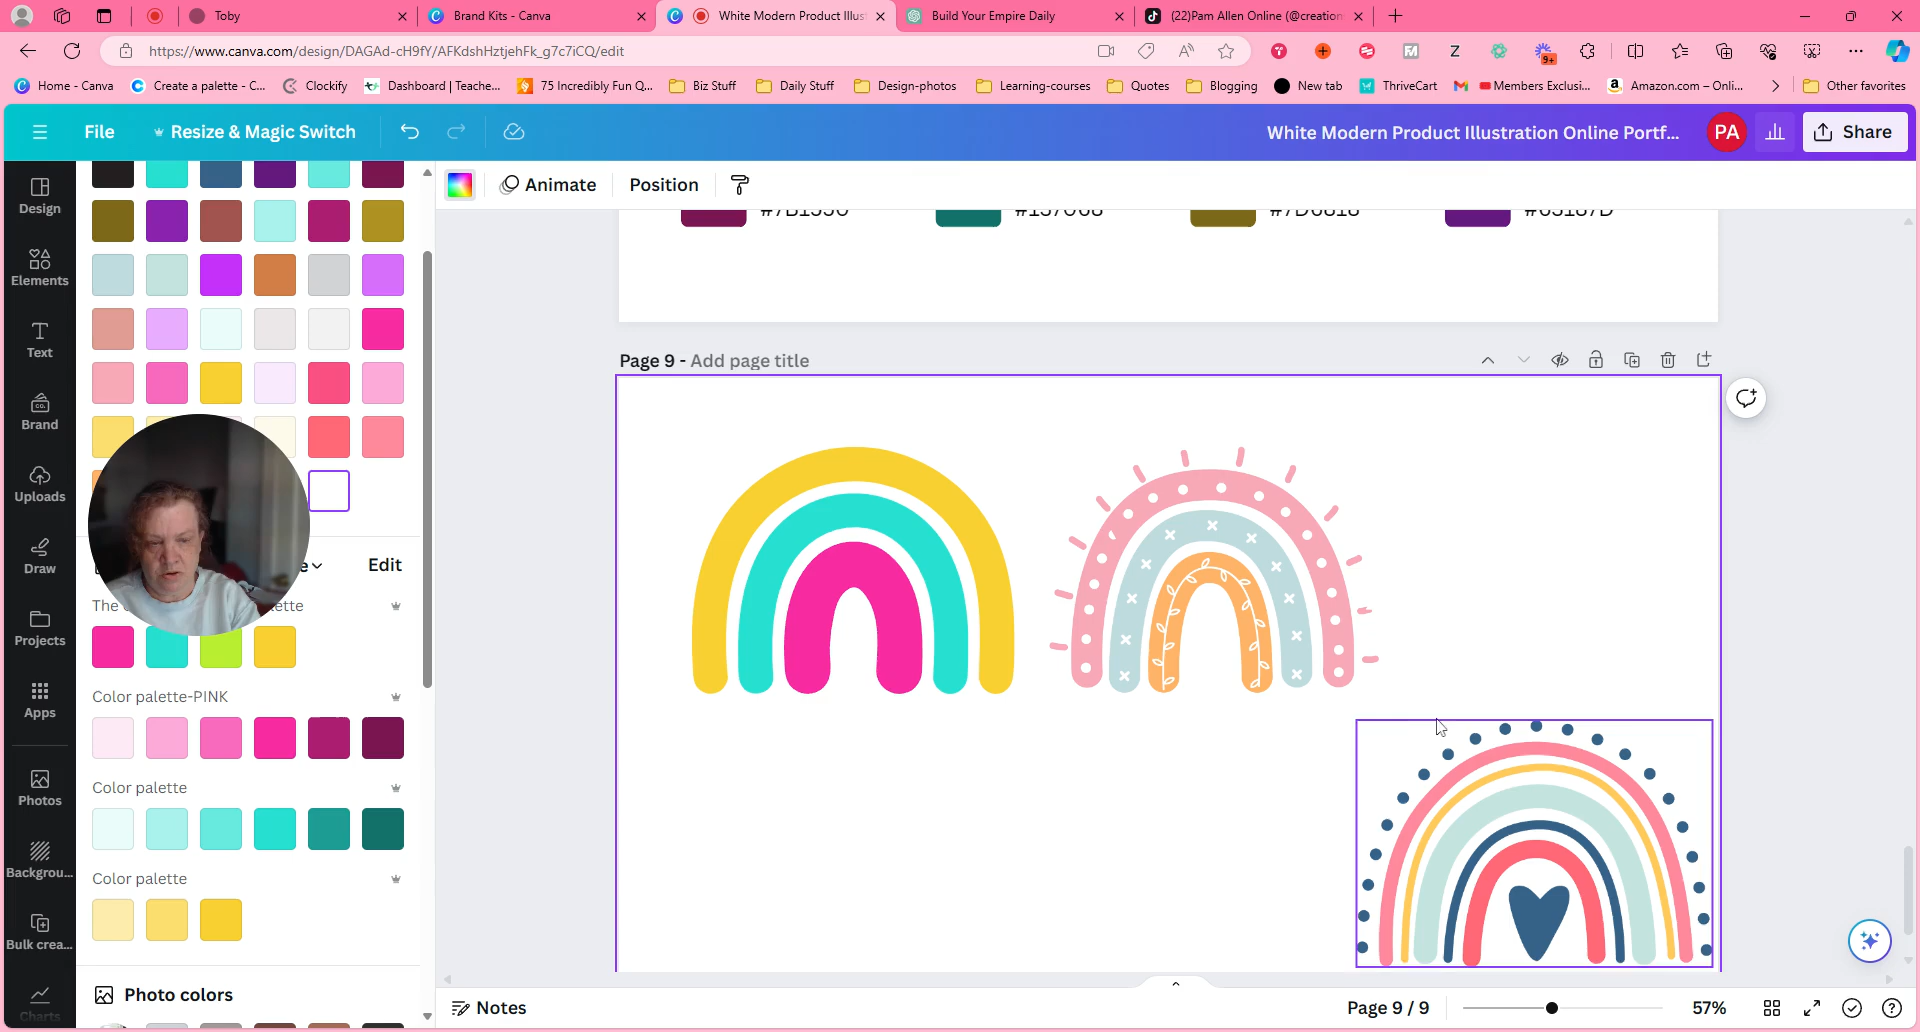 Toby
Brand Kits - Canva
White Modern Product Illus
Build Your Empire Daily
(22)Pam Allen Online (@creation
https://www.canva.com/design/DAGAd-cH9fY/AFKdshHztjehFk_g7c7iCQ/edit
9+
Home - Canva
Create a palette - C...
Clockify
Dashboard | Teache...
75 Incredibly Fun Q...
Biz Stuff
Daily Stuff
Design-photos
Learning-courses
Quotes
Blogging
New tab
ThriveCart
Members Exclusi...
Amazon.com – Onli...
Other favorites
File
Resize & Magic Switch
White Modern Product Illustration Online Portf...
PA
Share
Design
Elements
Text
Brand
Uploads
Draw
Projects
Apps
Photos
Backgrou...
Bulk crea...
Charts
Animate
Position
#7B1550
#137068
#7D6818
#63187D
Page 9 - Add page title
Edit
Color palette-PINK
Color palette
Color palette
Photo colors
Notes
Page 9 / 9
57%